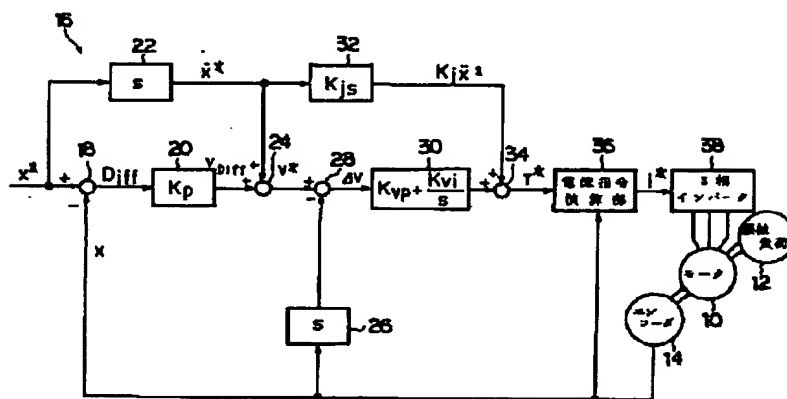 16
22
s
ẋ*
32
Kjs
Kjẍ*
x*
+
18
Diff
20
Kp
VDiff
+
24
+
v*
+
28
-
ΔV
30
Kvp+Kvi/s
+
+
34
T*
36
電流指令
演算部
i*
38
3相
インバータ
負荷
12
モータ
10
エン
コーダ
14
-
x
s
26